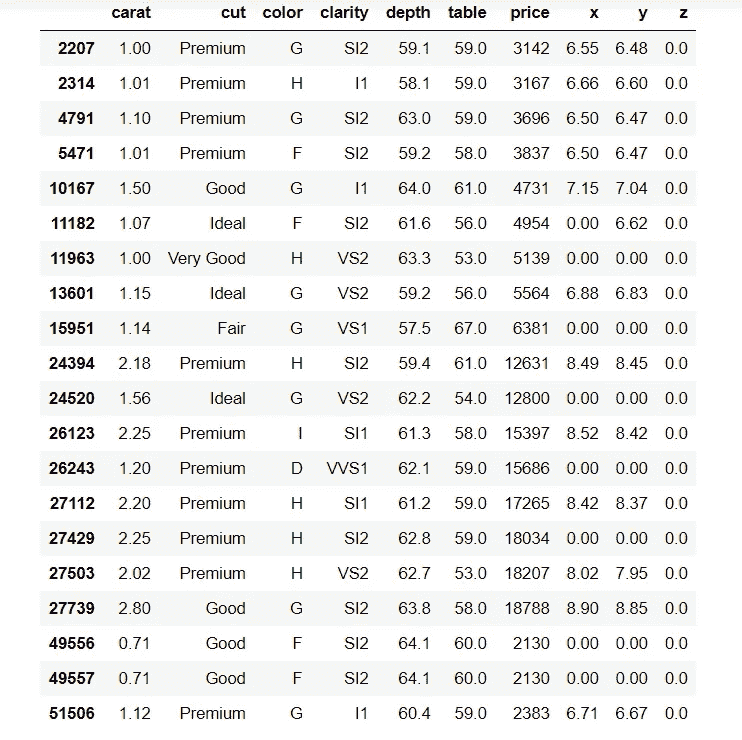 carat cut color clarity depth table price x y z
2207 1.00 Premium G SI2 59.1 59.0 3142 6.55 6.48 0.0
2314 1.01 Premium H I1 58.1 59.0 3167 6.66 6.60 0.0
4791 1.10 Premium G SI2 63.0 59.0 3696 6.50 6.47 0.0
5471 1.01 Premium F SI2 59.2 58.0 3837 6.50 6.47 0.0
10167 1.50 Good G I1 64.0 61.0 4731 7.15 7.04 0.0
11182 1.07 Ideal F SI2 61.6 56.0 4954 0.00 6.62 0.0
11963 1.00 Very Good H VS2 63.3 53.0 5139 0.00 0.00 0.0
13601 1.15 Ideal G VS2 59.2 56.0 5564 6.88 6.83 0.0
15951 1.14 Fair G VS1 57.5 67.0 6381 0.00 0.00 0.0
24394 2.18 Premium H SI2 59.4 61.0 12631 8.49 8.45 0.0
24520 1.56 Ideal G VS2 62.2 54.0 12800 0.00 0.00 0.0
26123 2.25 Premium I SI1 61.3 58.0 15397 8.52 8.42 0.0
26243 1.20 Premium D VVS1 62.1 59.0 15686 0.00 0.00 0.0
27112 2.20 Premium H SI1 61.2 59.0 17265 8.42 8.37 0.0
27429 2.25 Premium H SI2 62.8 59.0 18034 0.00 0.00 0.0
27503 2.02 Premium H VS2 62.7 53.0 18207 8.02 7.95 0.0
27739 2.80 Good G SI2 63.8 58.0 18788 8.90 8.85 0.0
49556 0.71 Good F SI2 64.1 60.0 2130 0.00 0.00 0.0
49557 0.71 Good F SI2 64.1 60.0 2130 0.00 0.00 0.0
51506 1.12 Premium G I1 60.4 59.0 2383 6.71 6.67 0.0